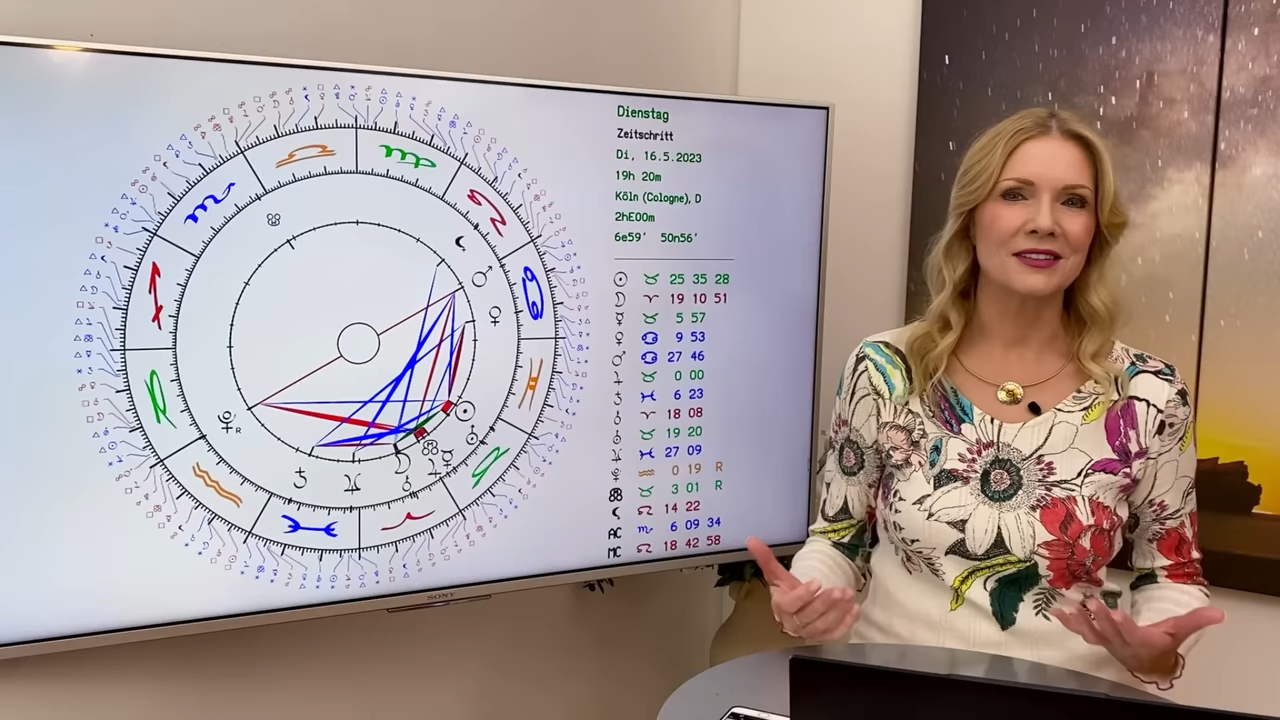 Dienstag
Zeitschritt
Di, 16.5.2023
19h 20m
Köln (Cologne), D
2hE00m
6e59' 50n56'
☉ ♉ 25 35 28
☽ ♈ 19 10 51
☿ ♉ 5 57
♀ ♋ 9 53
♂ ♋ 27 46
♃ ♉ 0 00
♄ ♓ 6 23
⚷ ♈ 18 08
♅ ♉ 19 20
♆ ♓ 27 09
♇ ♒ 0 19 R
☊ ♉ 3 01 R
⚸ ♌ 14 22
AC ♏ 6 09 34
MC ♌ 18 42 58
R
SONY